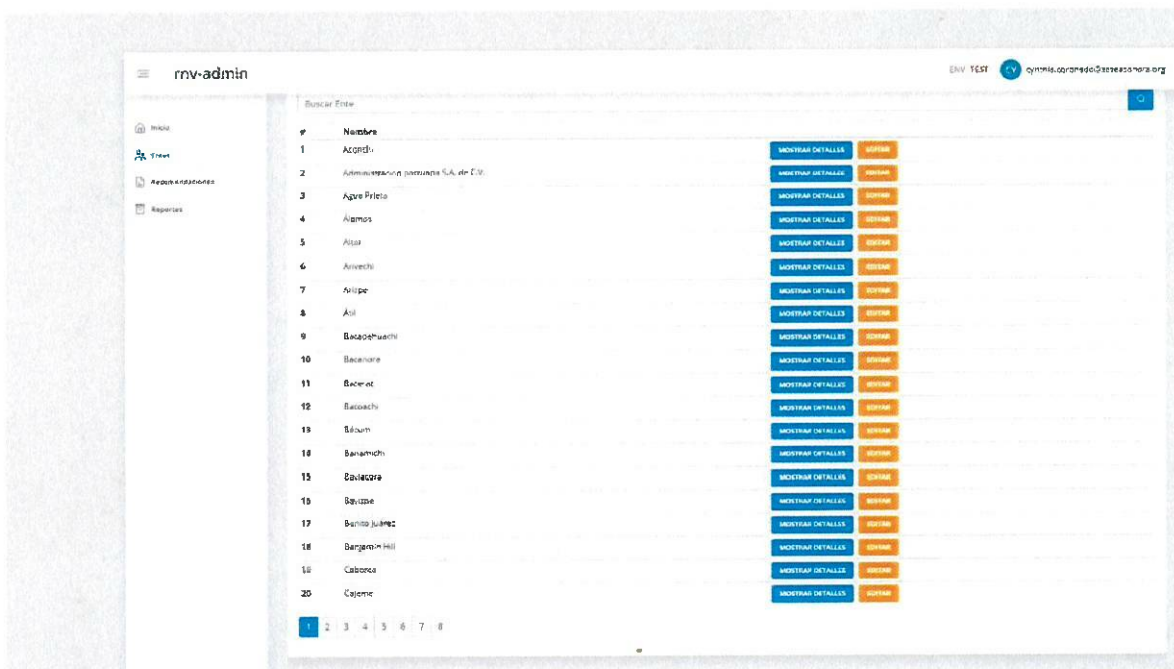 rnv-admin
ENV TEST CV
Buscar Ente
Inicio
Entes
Recomendaciones
Reportes
# Nombre
1 Aconchi MOSTRAR DETALLES EDITAR
2 Administración portuaria S.A. de C.V. MOSTRAR DETALLES EDITAR
3 Agua Prieta MOSTRAR DETALLES EDITAR
4 Álamos MOSTRAR DETALLES EDITAR
5 Altar MOSTRAR DETALLES EDITAR
6 Arivechi MOSTRAR DETALLES EDITAR
7 Arizpe MOSTRAR DETALLES EDITAR
8 Atil MOSTRAR DETALLES EDITAR
9 Bacadehuachi MOSTRAR DETALLES EDITAR
10 Bacanora MOSTRAR DETALLES EDITAR
11 Bacerac MOSTRAR DETALLES EDITAR
12 Bacoachi MOSTRAR DETALLES EDITAR
13 Bácum MOSTRAR DETALLES EDITAR
14 Banamichi MOSTRAR DETALLES EDITAR
15 Baviacora MOSTRAR DETALLES EDITAR
16 Bavispe MOSTRAR DETALLES EDITAR
17 Benito Juárez MOSTRAR DETALLES EDITAR
18 Benjamin Hill MOSTRAR DETALLES EDITAR
19 Caborca MOSTRAR DETALLES EDITAR
20 Cajeme MOSTRAR DETALLES EDITAR
1 2 3 4 5 6 7 8